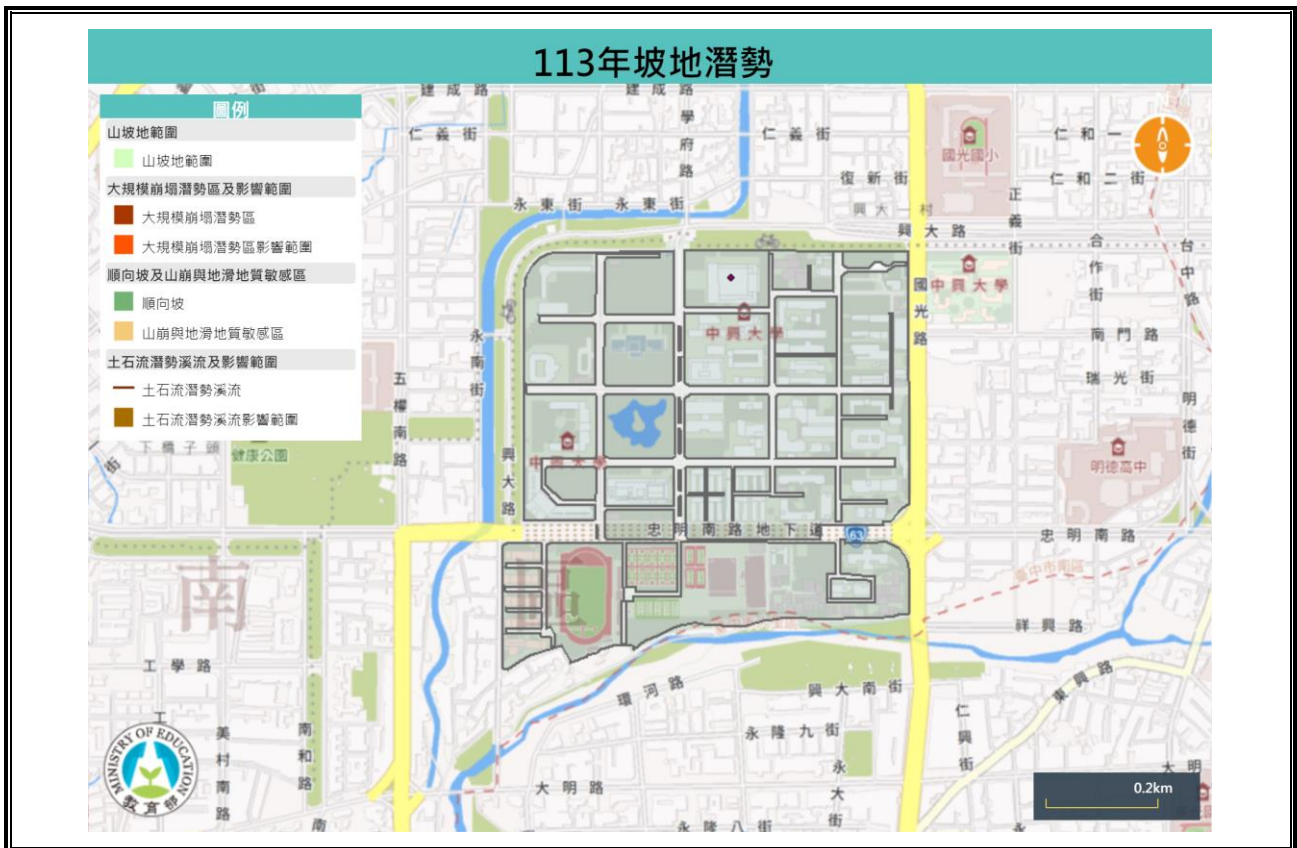 113年坡地潛勢
圖例
山坡地範圍
山坡地範圍
大規模崩塌潛勢區及影響範圍
大規模崩塌潛勢區
大規模崩塌潛勢區影響範圍
順向坡及山崩與地滑地質敏感區
順向坡
山崩與地滑地質敏感區
土石流潛勢溪流及影響範圍
土石流潛勢溪流
土石流潛勢溪流影響範圍
建成路
建成路
仁義街
學府路
仁義街
復新街
國光國小
仁和一
仁和二街
永東街
永東街
興大村
興大路
正義街
合作街
台中路
國光路
中興大學
中興大學
南門路
瑞光街
永南街
五權南路
明德街
明德高中
下橋子頭
健康公園
街
中興大學
興大路
忠明南路地下道
63
忠明南路
臺中市南區
南
區
祥興路
工學路
環河路
興大南街
東興路
仁興街
永隆九街
美村南路
南和路
工
大明路
永大街
大明
永隆八街
南
永
MINISTRY OF EDUCATION
教育部
0.2km